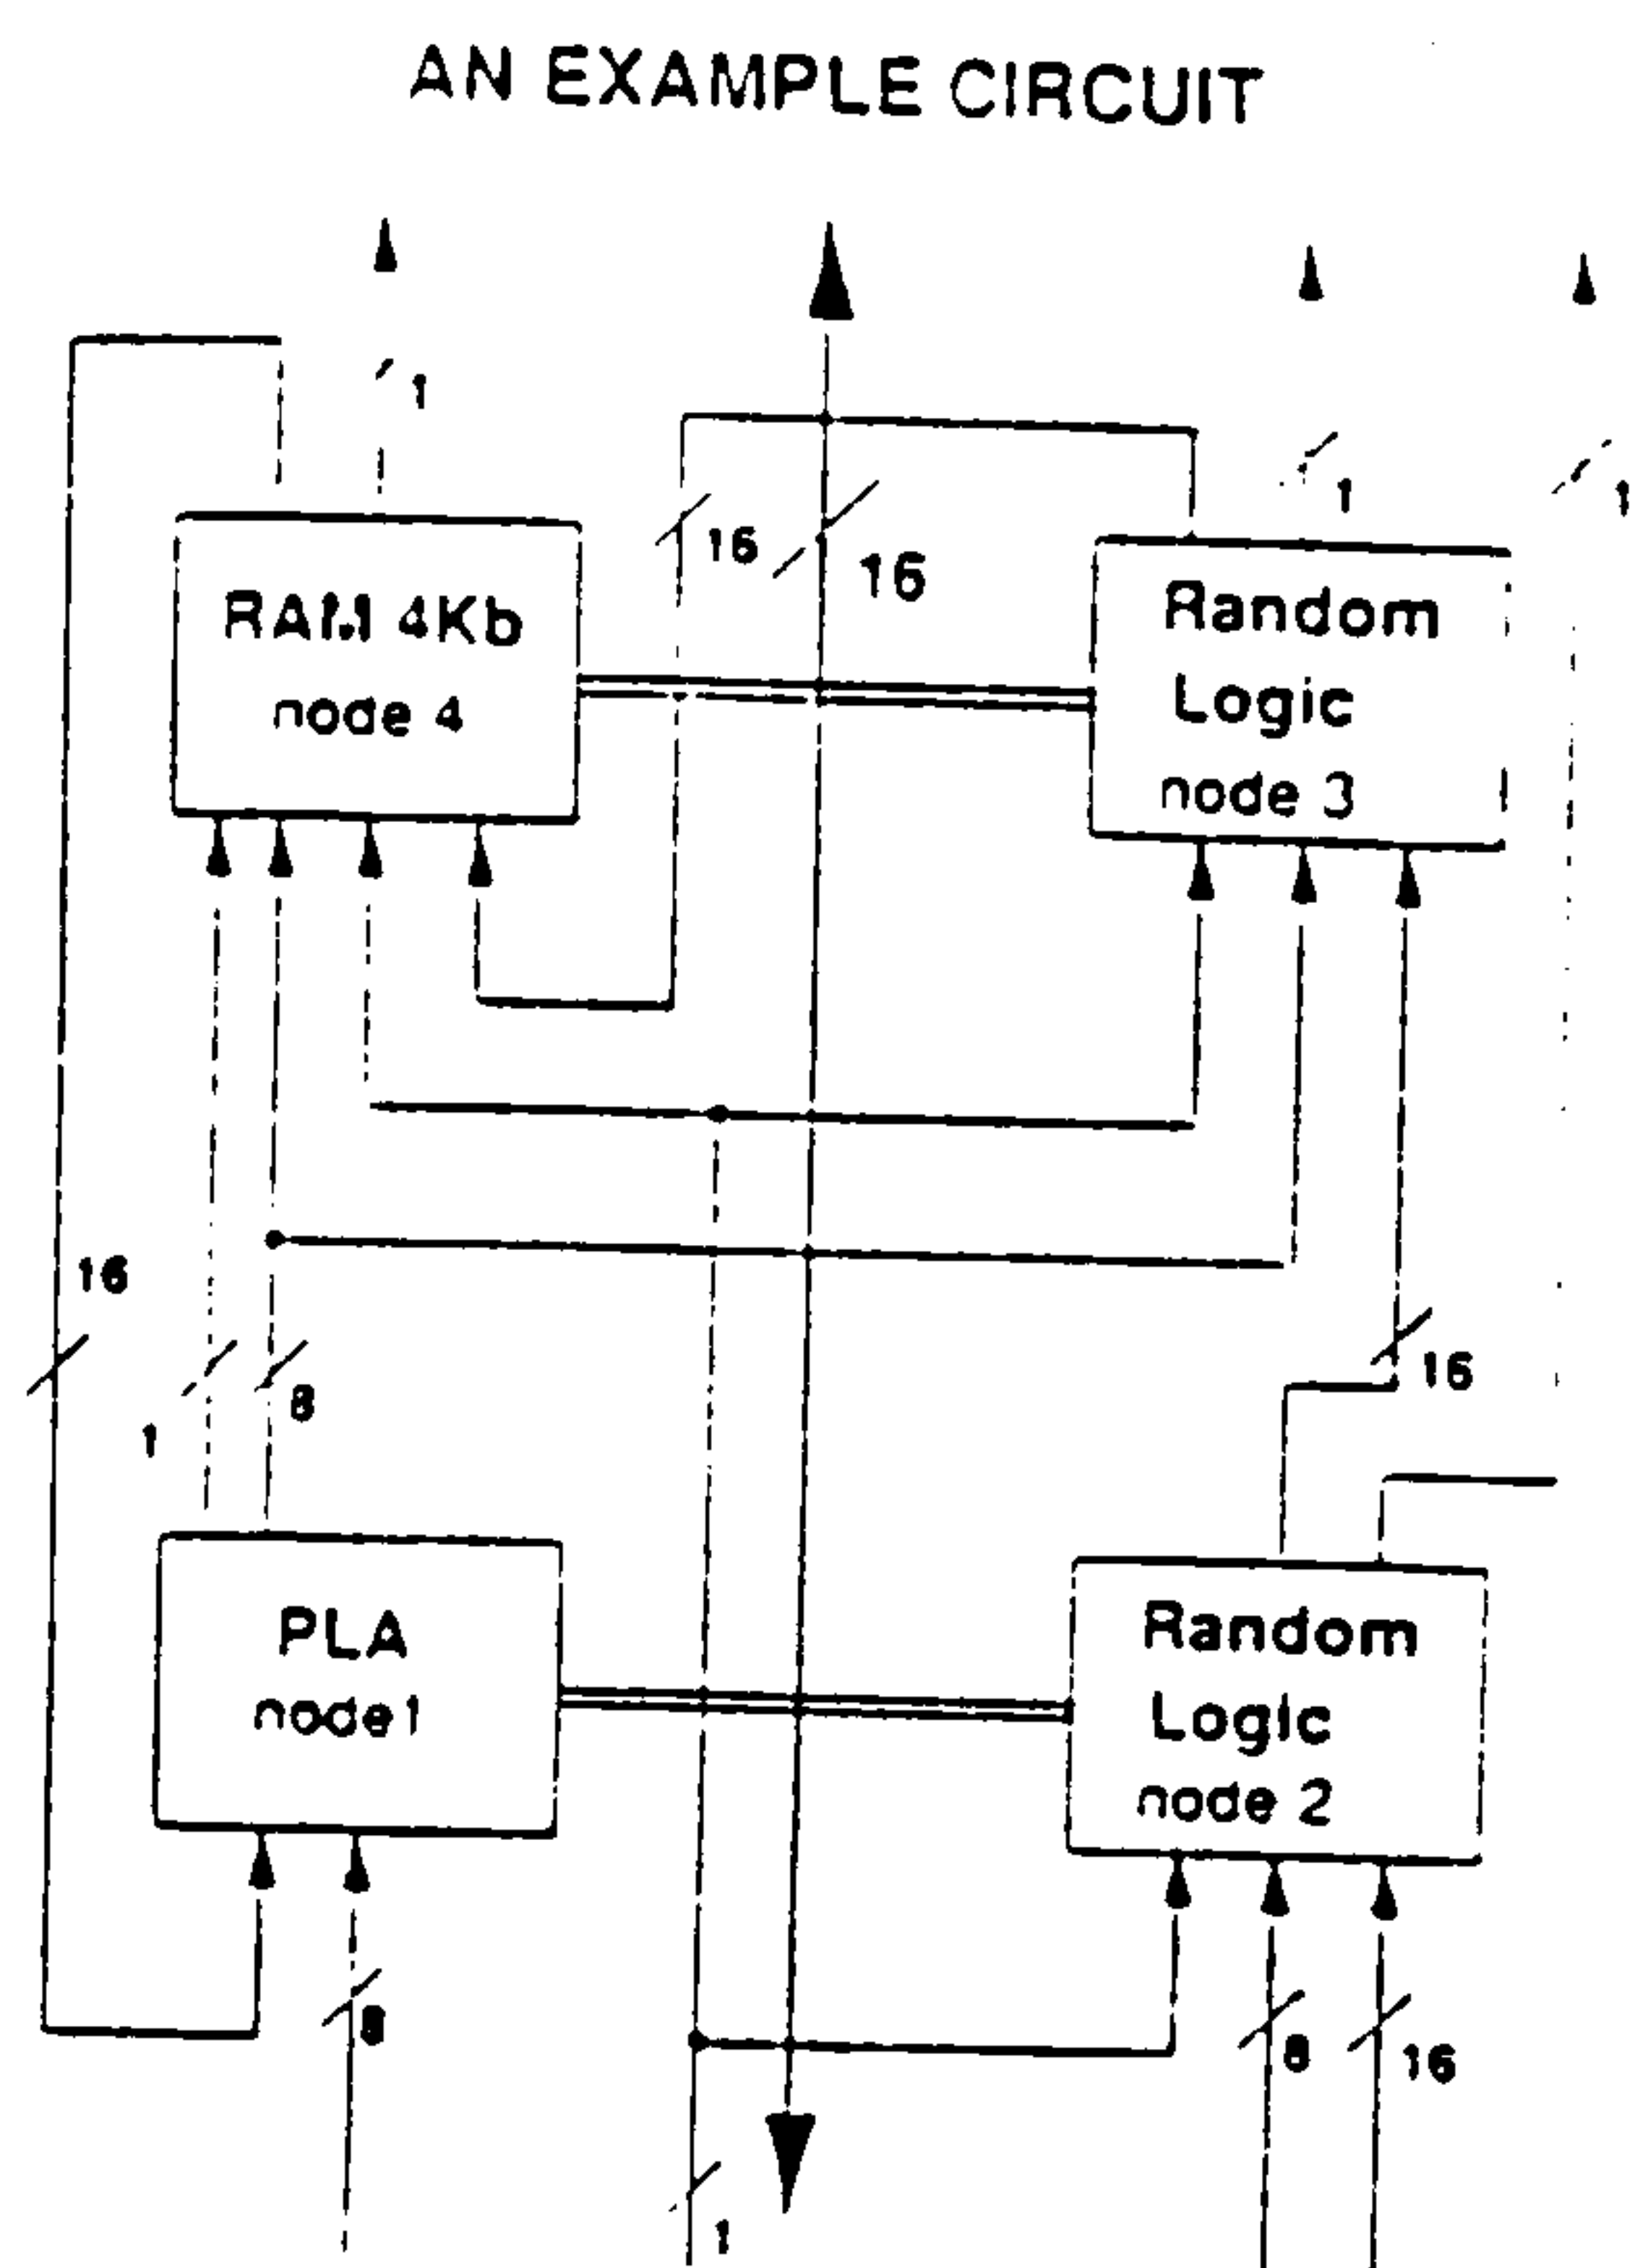 AN EXAMPLE CIRCUIT
1
1
1
16
16
RAM 4Kb
node 4
Random
Logic
node 3
16
1
8
16
PLA
node1
Random
Logic
node 2
8
8
16
1